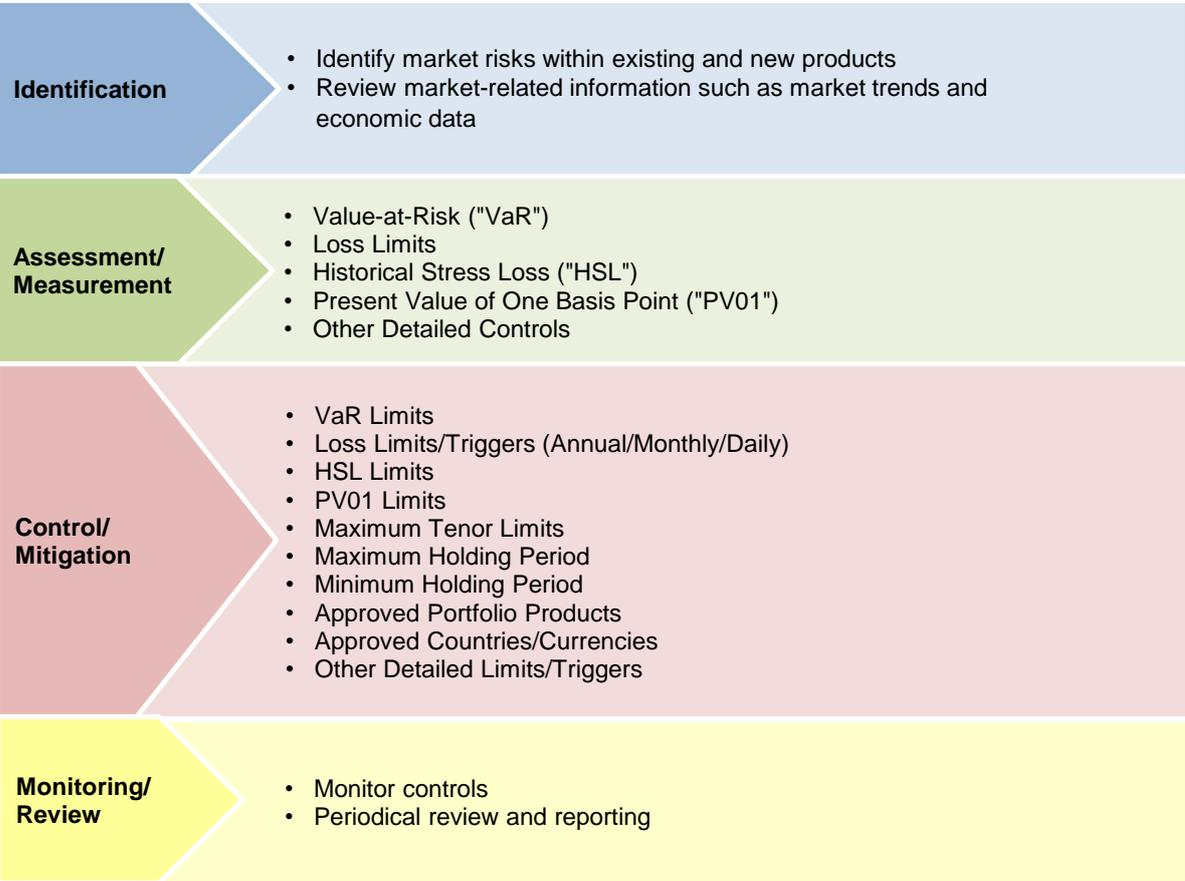 Identification
• Identify market risks within existing and new products
• Review market-related information such as market trends and
economic data
Assessment/
Measurement
• Value-at-Risk ("VaR")
• Loss Limits
• Historical Stress Loss ("HSL")
• Present Value of One Basis Point ("PV01")
• Other Detailed Controls
Control/
Mitigation
• VaR Limits
• Loss Limits/Triggers (Annual/Monthly/Daily)
• HSL Limits
• PV01 Limits
• Maximum Tenor Limits
• Maximum Holding Period
• Minimum Holding Period
• Approved Portfolio Products
• Approved Countries/Currencies
• Other Detailed Limits/Triggers
Monitoring/
Review
• Monitor controls
• Periodical review and reporting